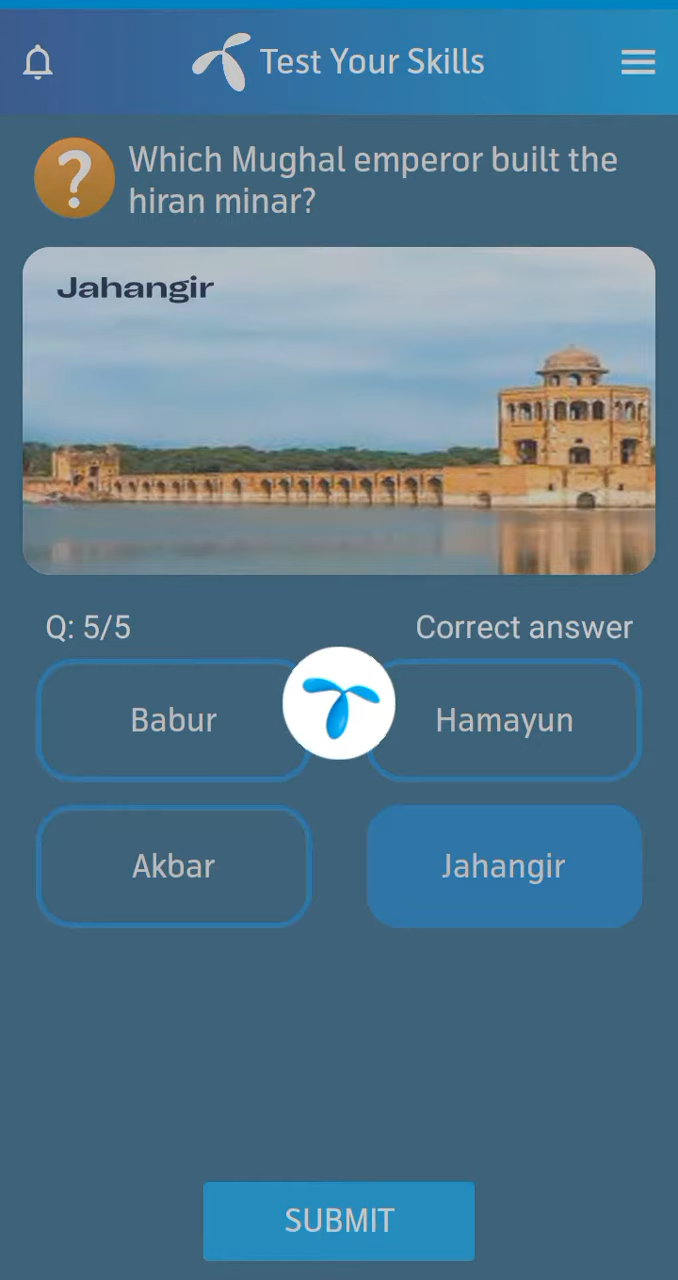 Test Your Skills
?
Which Mughal emperor built the
hiran minar?
Jahangir
Q: 5/5
Correct answer
Babur
Hamayun
Akbar
Jahangir
SUBMIT